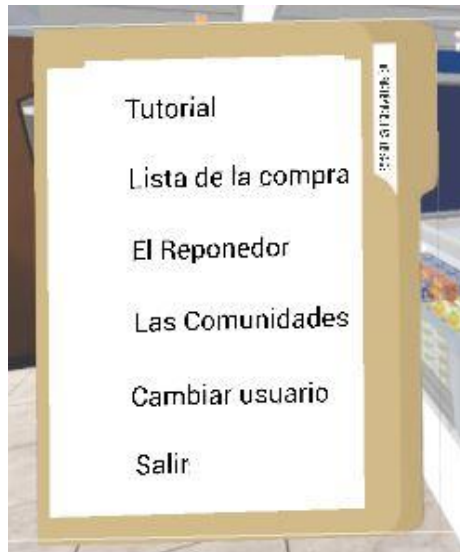 Tutorial
Lista de la compra
El Reponedor
Las Comunidades
Cambiar usuario
Salir